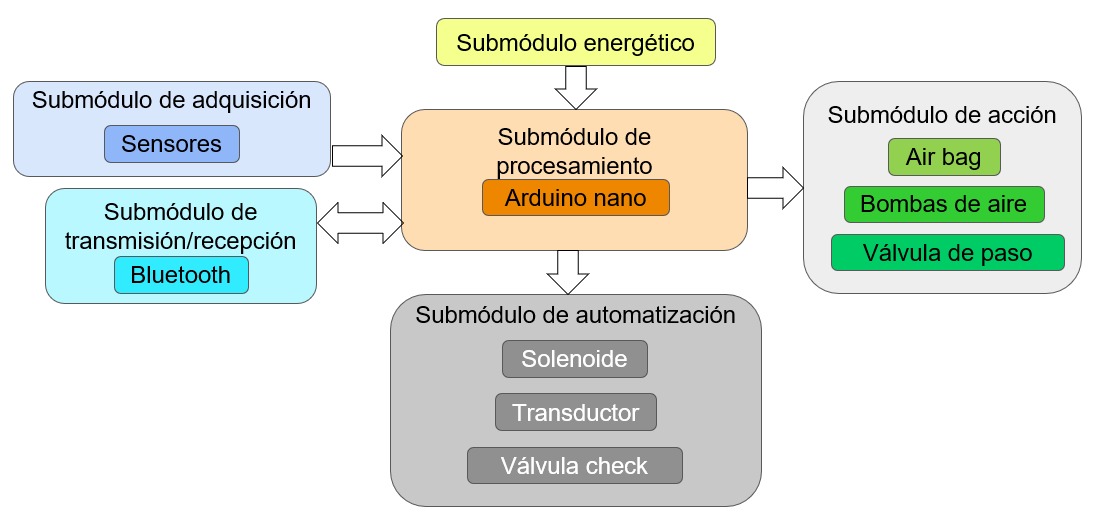 Submódulo energético
Submódulo de adquisición
Sensores
Submódulo de
transmisión/recepción
Bluetooth
Submódulo de
procesamiento
Arduino nano
Submódulo de acción
Air bag
Bombas de aire
Válvula de paso
Submódulo de automatización
Solenoide
Transductor
Válvula check